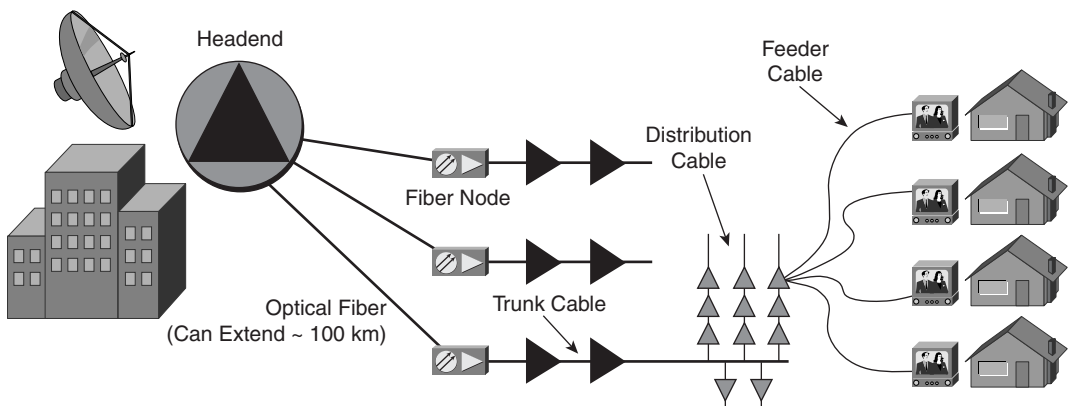 Headend
Feeder
Cable
Distribution
Cable
Fiber Node
Optical Fiber
(Can Extend ~ 100 km)
Trunk Cable